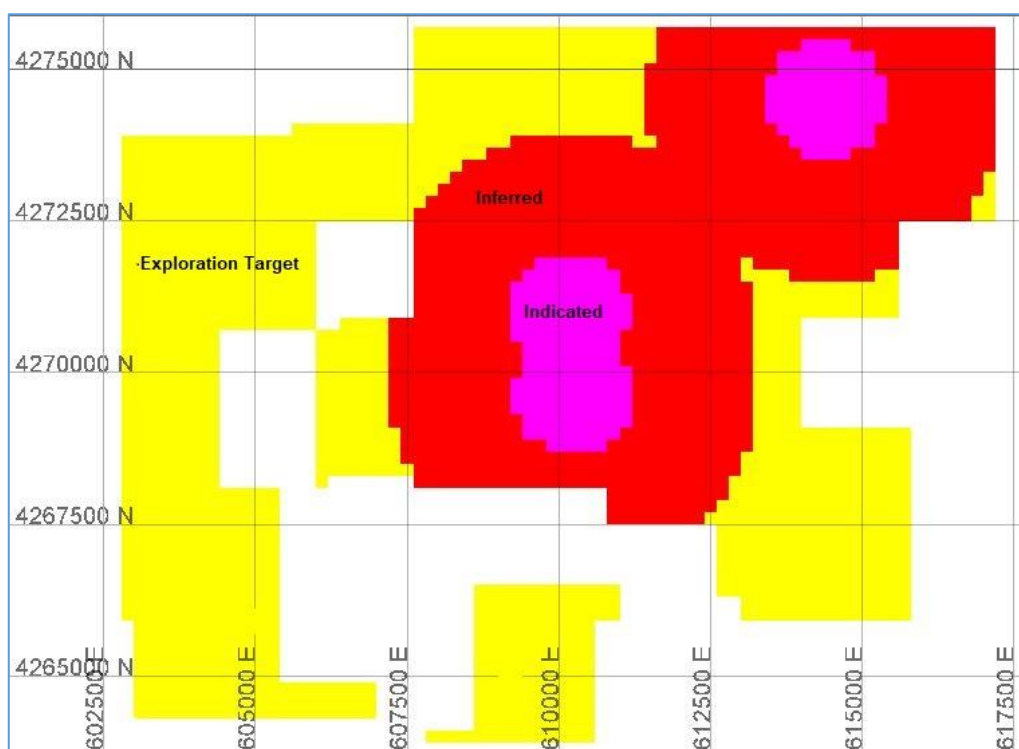 4275000 N
Inferred
4272500 N
·Exploration Target
Indicated
4270000 N
4267500 N
4265000 N
602500 E
605000 E
607500 E
610000 E
612500 E
615000 E
617500 E